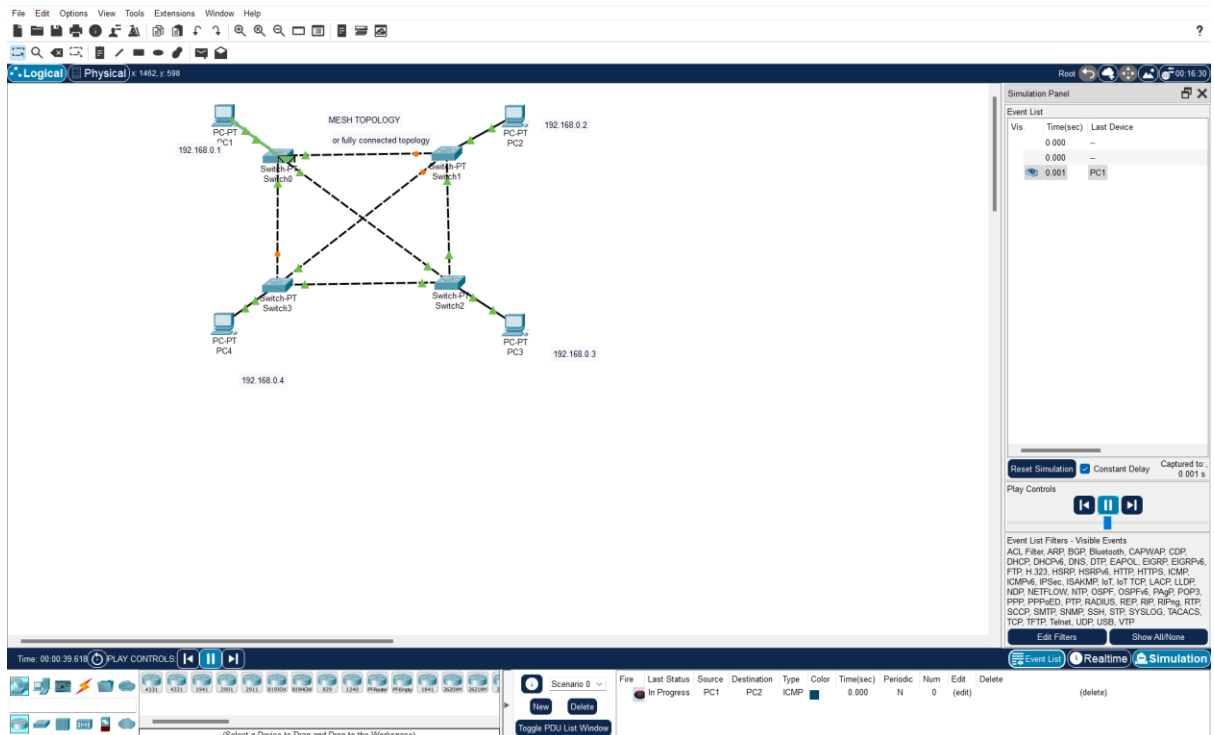 File Edit Options View Tools Extensions Window Help
?
Logical Physical x: 1462, y: 598 Root 00:16:30
Simulation Panel
Event List
Vis. Time(sec) Last Device
0.000 --
0.000 --
0.001 PC1
MESH TOPOLOGY
or fully connected topology
PC-PT
PC1
192.168.0.1
PC-PT
PC2
192.168.0.2
Switch-PT
Switch0
Switch-PT
Switch1
Switch-PT
Switch3
Switch-PT
Switch2
PC-PT
PC4
192.168.0.4
PC-PT
PC3
192.168.0.3
Reset Simulation Constant Delay Captured to:
0.001 s
Play Controls
Event List Filters - Visible Events
ACL Filter, ARP, BGP, Bluetooth, CAPWAP, CDP,
DHCP, DHCPv6, DNS, DTP, EAPOL, EIGRP, EIGRPv6,
FTP, H.323, HSRP, HSRPv6, HTTP, HTTPS, ICMP,
ICMPv6, IPSec, ISAKMP, IoT, IoT TCP, LACP, LLDP,
NDP, NETFLOW, NTP, OSPF, OSPFv6, PAgP, POP3,
PPP, PPPoED, PTP, RADIUS, REP, RIP, RIPng, RTP,
SCCP, SMTP, SNMP, SSH, STP, SYSLOG, TACACS,
TCP, TFTP, Telnet, UDP, USB, VTP
Edit Filters Show All/None
Time: 00:00:39.618 PLAY CONTROLS: Event List Realtime Simulation
4331 4321 1941 2901 2911 819IOX 819HGW 829 1240 PT-Router PT-Empty 1841 2620XM 2621XM 2
Scenario 0
New Delete
Toggle PDU List Window
Fire Last Status Source Destination Type Color Time(sec) Periodic Num Edit Delete
In Progress PC1 PC2 ICMP 0.000 N 0 (edit) (delete)
(Select a Device to Drag and Drop to the Workspace)